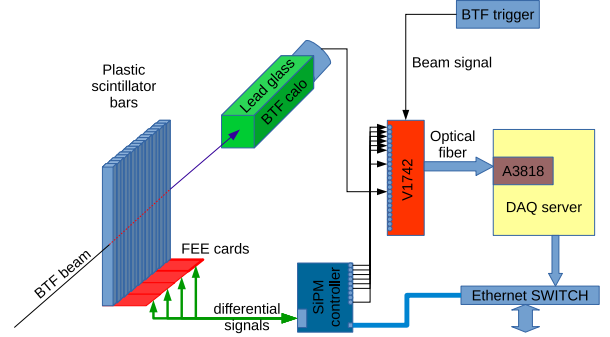 BTF trigger
Beam signal
Plastic
scintillator
bars
Lead glass
BTF calo
Optical
fiber
V1742
A3818
DAQ server
BTF beam
FEE cards
differential
signals
SiPM
controller
Ethernet SWITCH